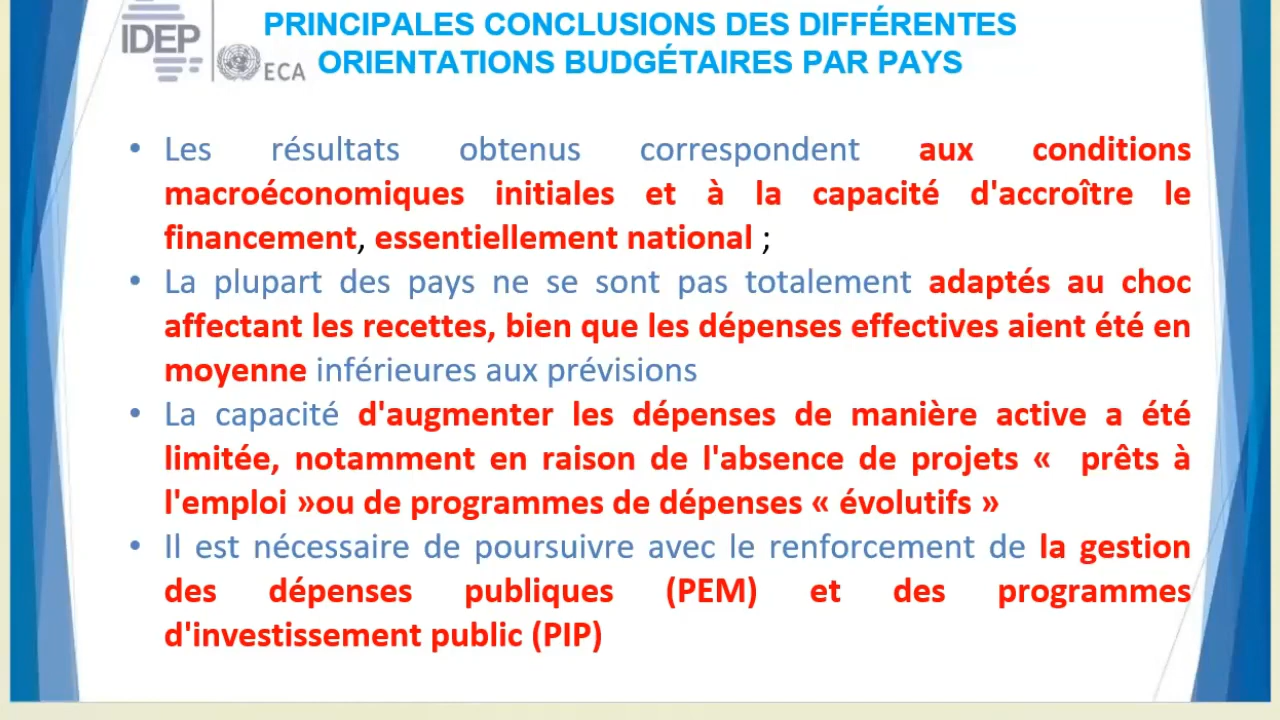 PRINCIPALES CONCLUSIONS DES DIFFÉRENTES
ORIENTATIONS BUDGÉTAIRES PAR PAYS
IDEP
ECA
• Les résultats obtenus correspondent aux conditions
macroéconomiques initiales et à la capacité d'accroître le
financement, essentiellement national ;
• La plupart des pays ne se sont pas totalement adaptés au choc
affectant les recettes, bien que les dépenses effectives aient été en
moyenne inférieures aux prévisions
• La capacité d'augmenter les dépenses de manière active a été
limitée, notamment en raison de l'absence de projets « prêts à
l'emploi »ou de programmes de dépenses « évolutifs »
• Il est nécessaire de poursuivre avec le renforcement de la gestion
des dépenses publiques (PEM) et des programmes
d'investissement public (PIP)